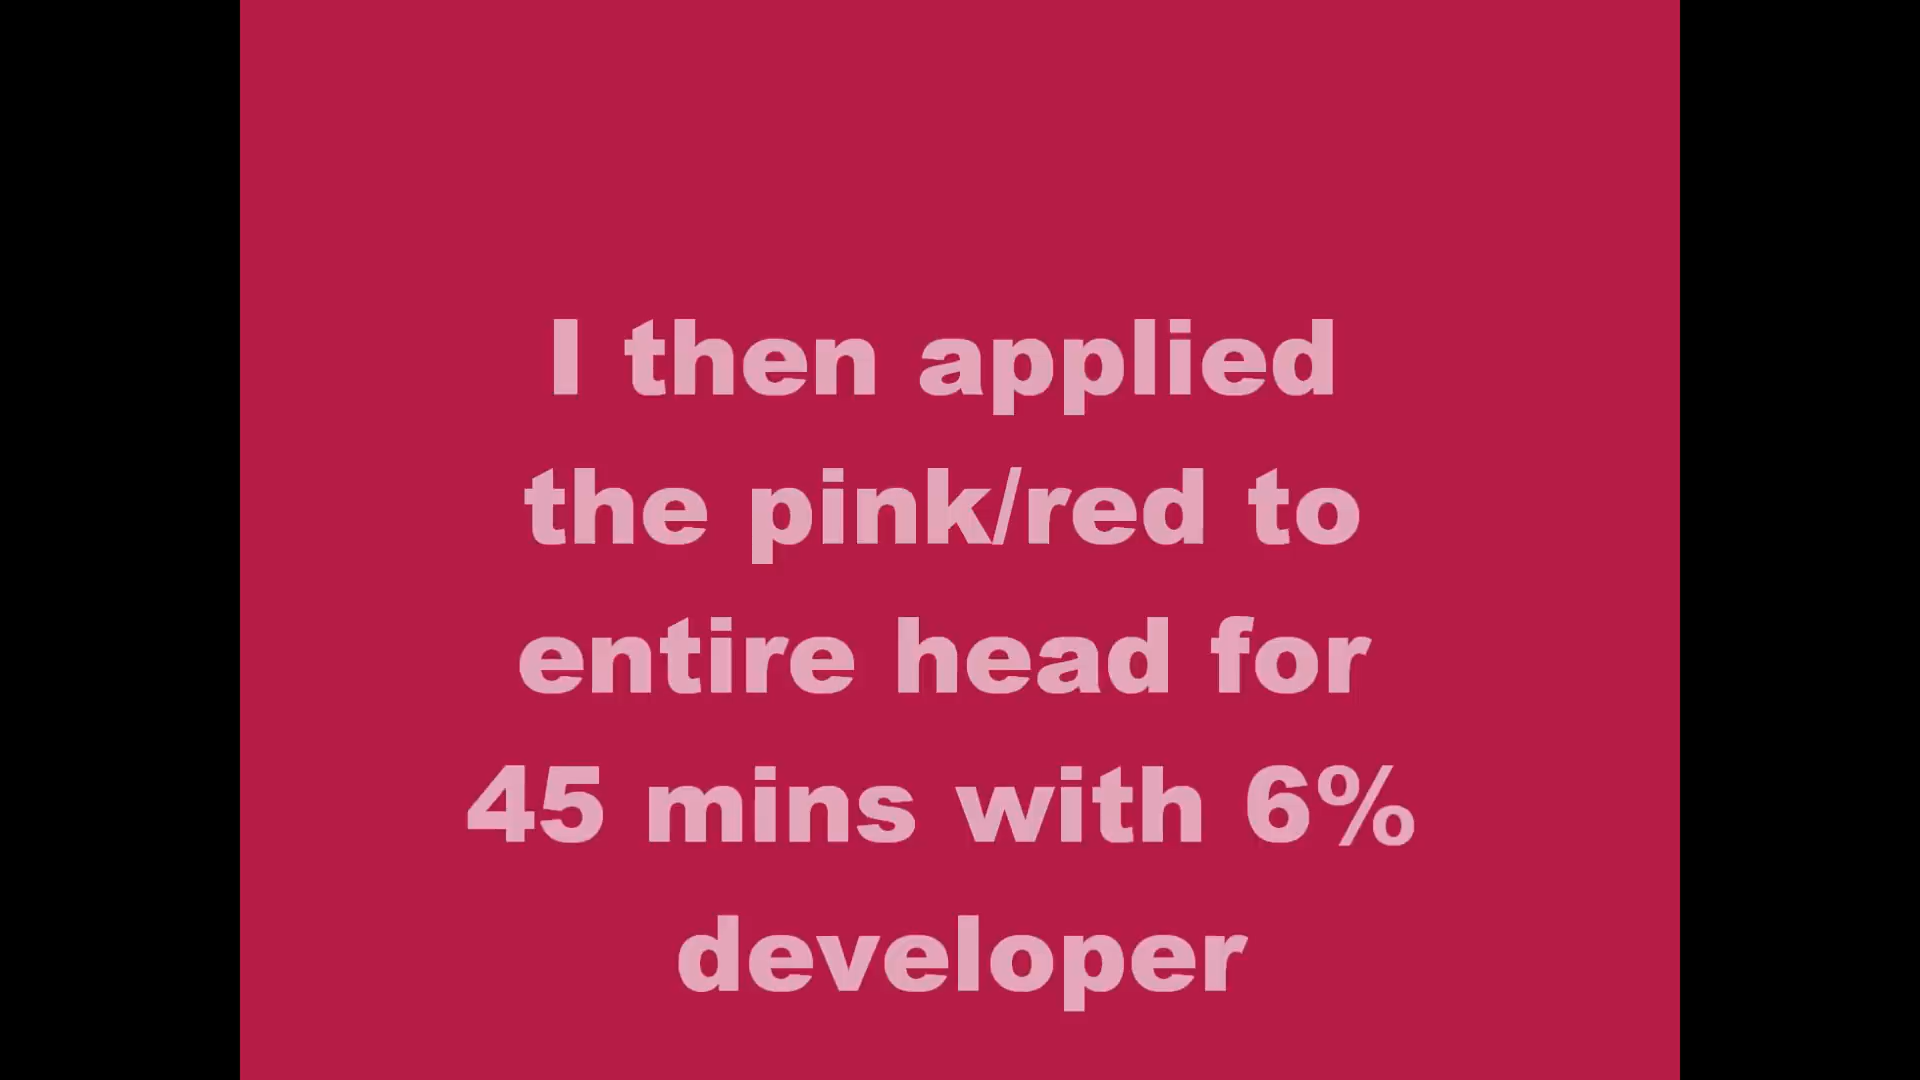 I then applied
the pink/red to
entire head for
45 mins with 6%
developer